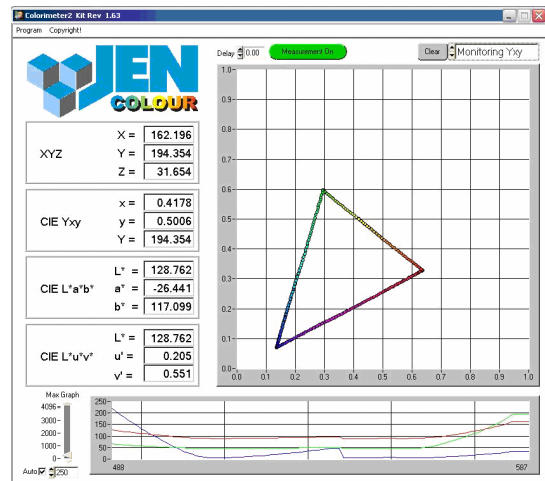 Colorimeter2 Kit Rev 1.63
Program Copyright!
Delay 0.00 Measurement On Clear Monitoring Yxy
JEN
COLOUR
XYZ
X = 162.196
Y = 194.354
Z = 31.654
CIE Yxy
x = 0.4178
y = 0.5006
Y = 194.354
CIE L*a*b*
L* = 128.762
a* = -26.441
b* = 117.099
CIE L*u*v*
L* = 128.762
u' = 0.205
v' = 0.551
1.0
0.9
0.8
0.7
0.6
0.5
0.4
0.3
0.2
0.1
0.0
0.0 0.1 0.2 0.3 0.4 0.5 0.6 0.7 0.8 0.9 1.0
Max Graph
4096
3000
2000
1000
0
Auto 250
250
200
150
100
50
0
488 587